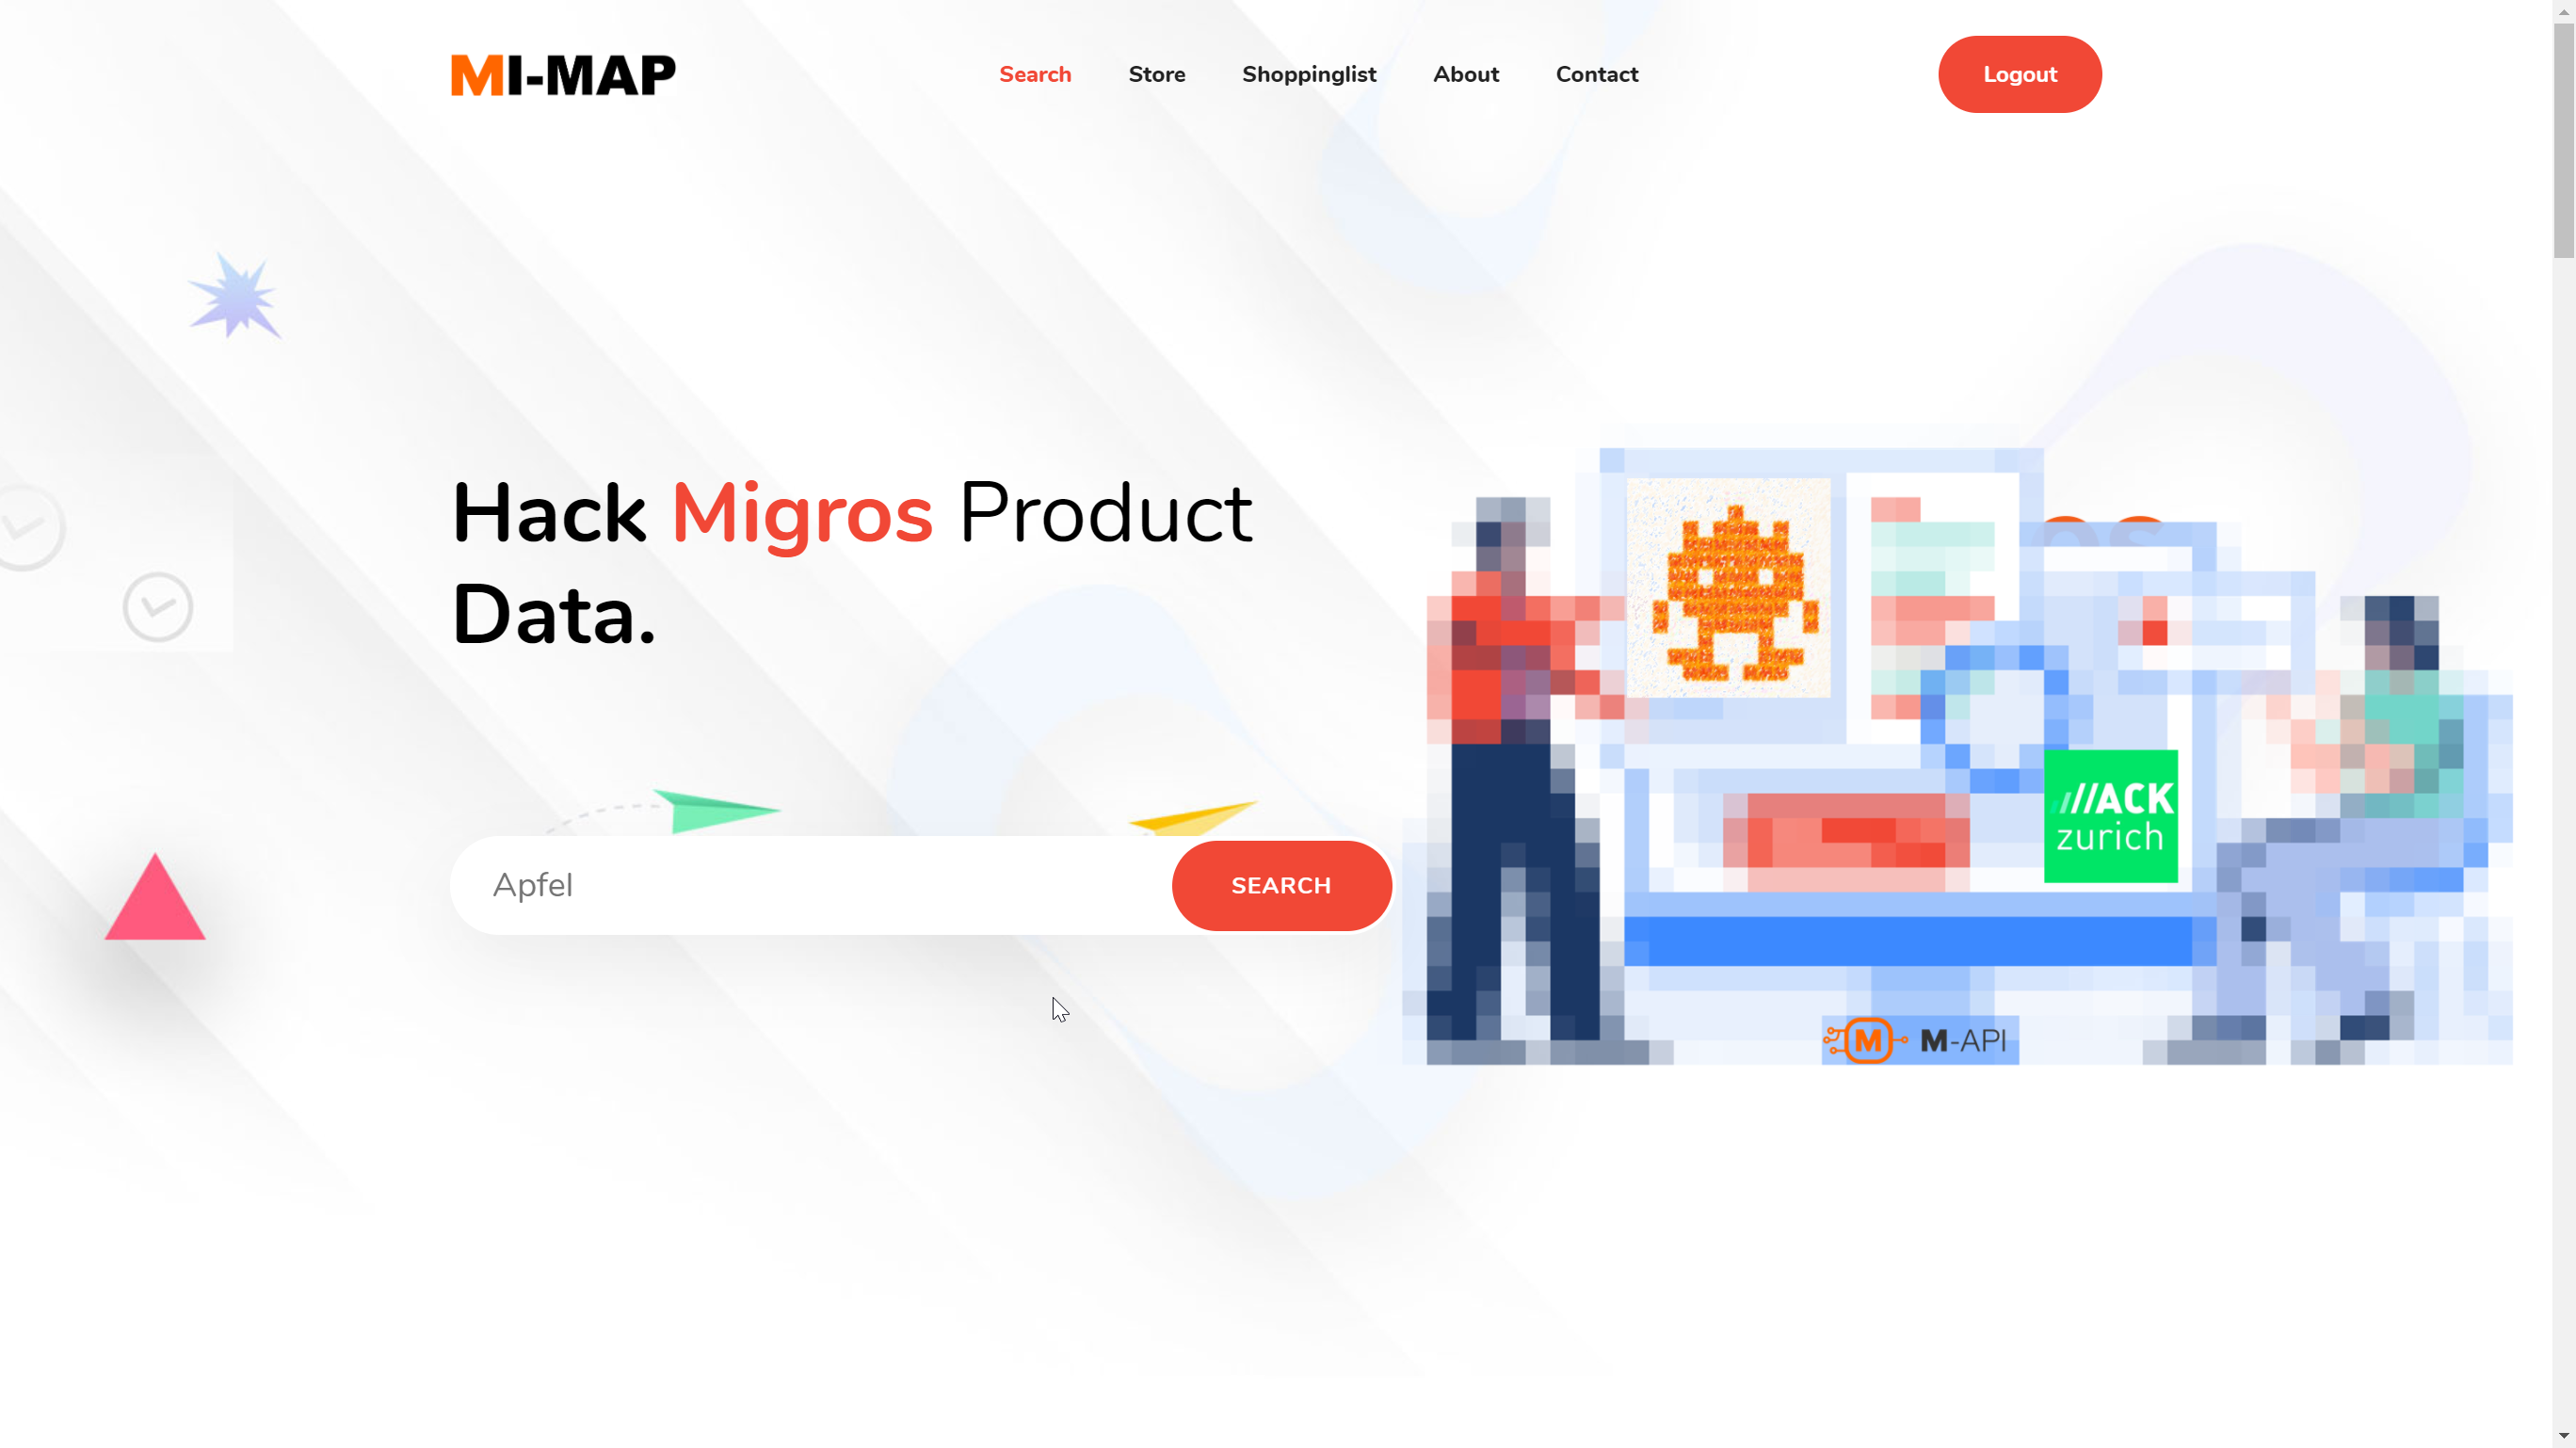 MI-MAP
Search
Store
Shoppinglist
About
Contact
Logout
Hack Migros Product
Data.
Apfel
SEARCH
///ACK
zurich
M
M-API